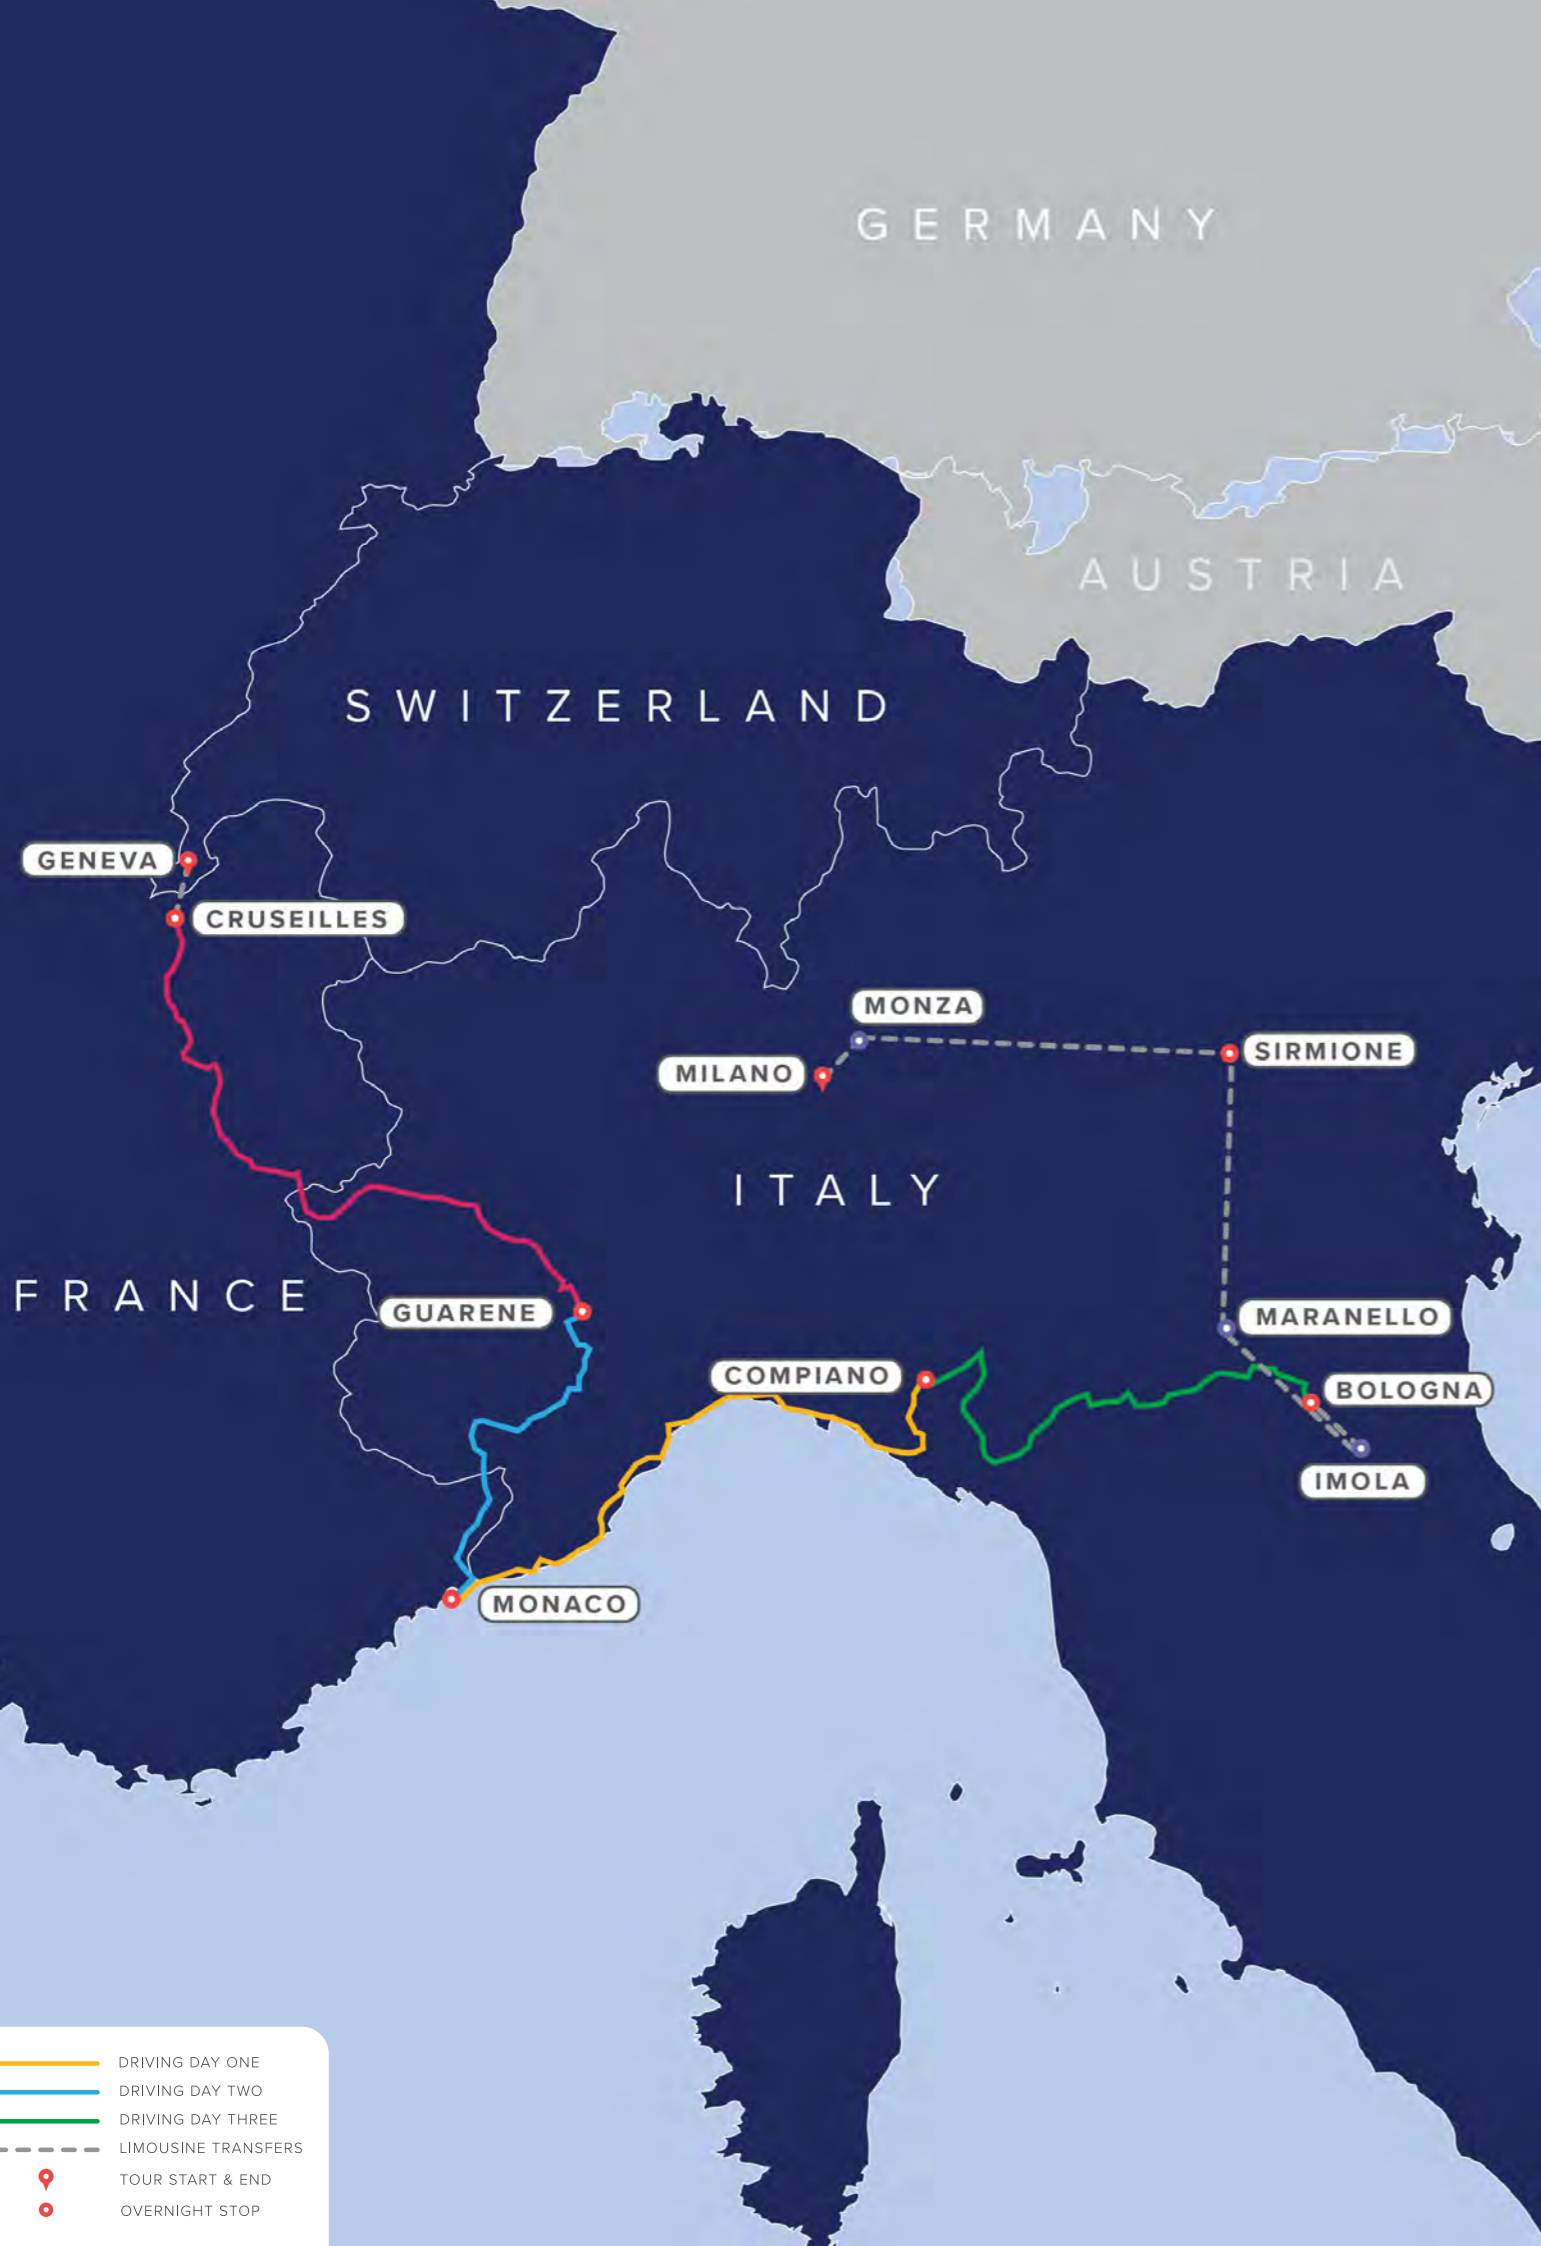 GERMANY
AUSTRIA
SWITZERLAND
GENEVA
CRUSEILLES
MONZA
SIRMIONE
MILANO
ITALY
FRANCE
GUARENE
MARANELLO
COMPIANO
BOLOGNA
IMOLA
MONACO
DRIVING DAY ONE
DRIVING DAY TWO
DRIVING DAY THREE
LIMOUSINE TRANSFERS
TOUR START & END
OVERNIGHT STOP